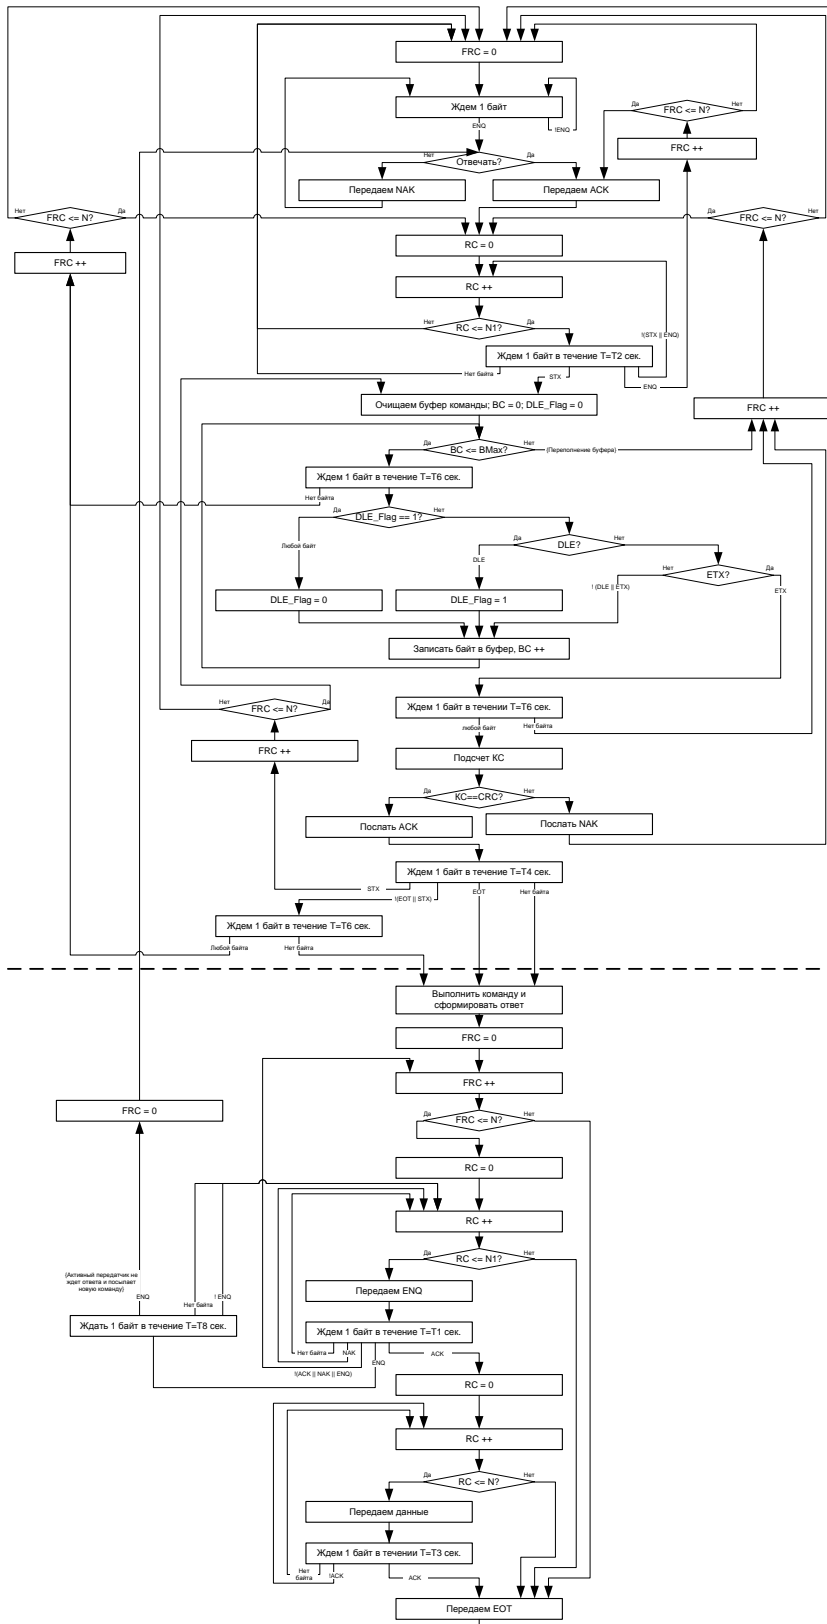 FRC = 0
Ждем 1 байт
ENQ
!ENQ
Да
FRC <= N?
Нет
FRC ++
Нет
Отвечать?
Да
Передаем NAK
Передаем ACK
Нет
FRC <= N?
Да
Да
FRC <= N?
Нет
RC = 0
FRC ++
RC ++
Нет
RC <= N1?
Да
!(STX || ENQ)
Ждем 1 байт в течение T=T2 сек.
Нет байта
STX
ENQ
Очищаем буфер команды; BC = 0; DLE_Flag = 0
FRC ++
Да
BC <= BMax?
Нет
(Переполнение буфера)
Ждем 1 байт в течение T=T6 сек.
Нет байта
Да
DLE_Flag == 1?
Нет
Любой байт
Да
DLE?
Нет
DLE
Нет
ETX?
Да
! (DLE || ETX)
ETX
DLE_Flag = 0
DLE_Flag = 1
Записать байт в буфер, BC ++
Нет
FRC <= N?
Да
Ждем 1 байт в течении T=T6 сек.
любой байт
Нет байта
FRC ++
Подсчет КС
Да
КС==CRC?
Нет
Послать ACK
Послать NAK
Ждем 1 байт в течение T=T4 сек.
STX
!(EOT || STX)
EOT
Нет байта
Ждем 1 байт в течение T=T6 сек.
Любой байта
Нет байта
Выполнить команду и
сформировать ответ
FRC = 0
FRC ++
FRC = 0
Да
FRC <= N?
Нет
RC = 0
RC ++
Да
RC <= N1?
Нет
(Активный передатчик не
ждет ответа и посылает
новую команду)
ENQ
Нет байта
! ENQ
Передаем ENQ
Ждать 1 байт в течение T=T8 сек.
Ждем 1 байт в течение T=T1 сек.
Нет байта
NAK
ENQ
ACK
!(ACK || NAK || ENQ)
RC = 0
RC ++
Да
RC <= N?
Нет
Передаем данные
Ждем 1 байт в течении T=T3 сек.
Нет
байта
!ACK
ACK
Передаем EOT